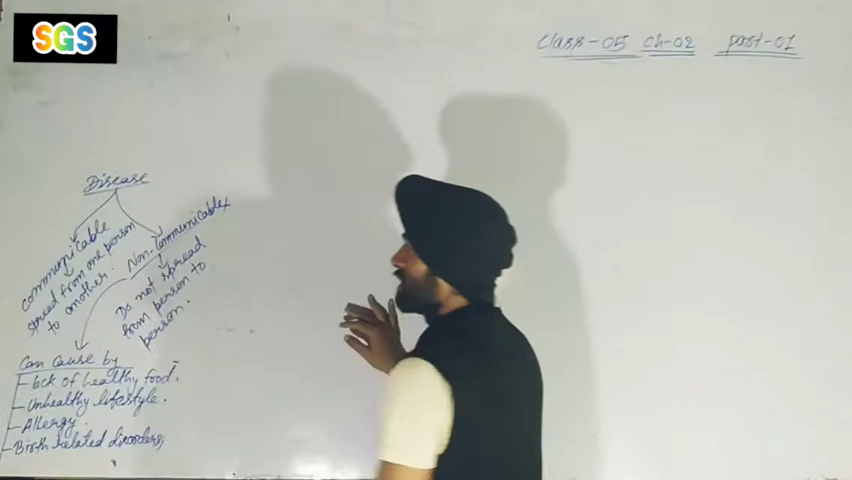 SGS
Class-05 Ch-02 part-01
Disease
Communicable
spread from one person
to another.
Non-Communicable
Do not spread
from person to
person.
Can cause by
- lack of healthy food.
- Unhealthy lifestyle.
- Allergy.
- Birth related disorders,